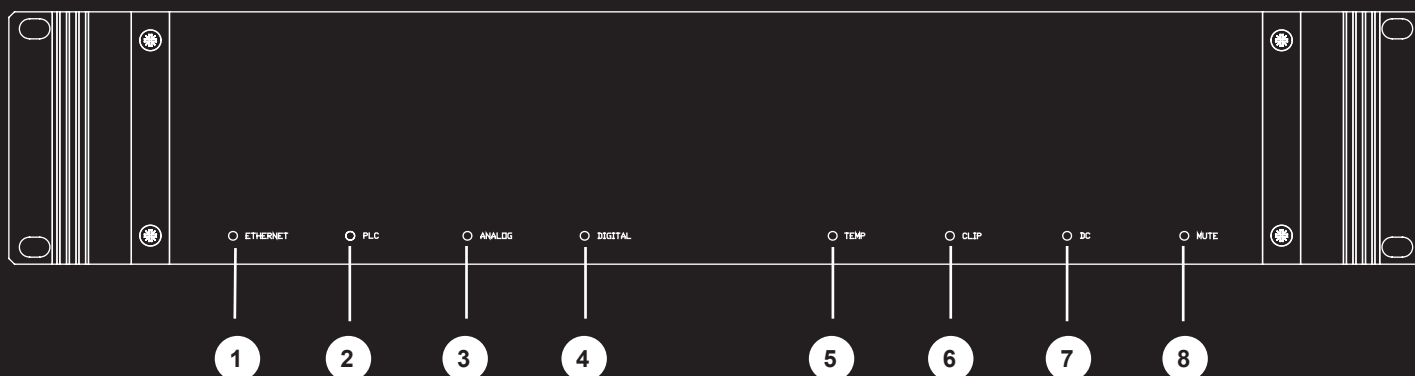 ETHERNET PLC ANALOG DIGITAL TEMP CLIP DC MUTE
1 2 3 4 5 6 7 8